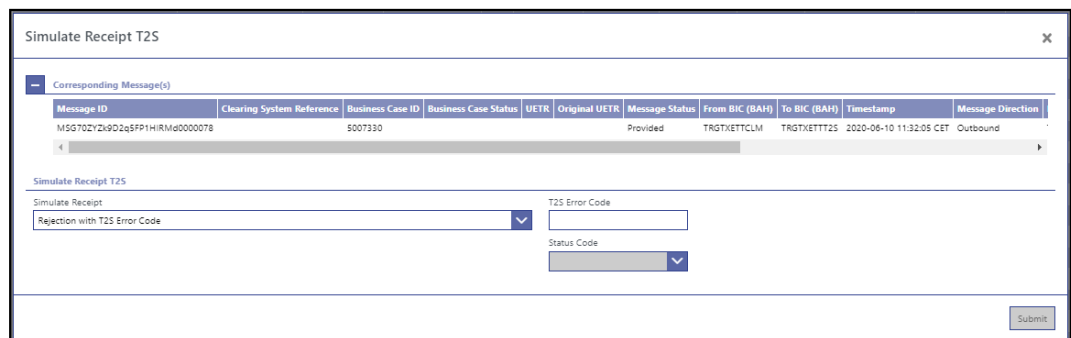 Simulate Receipt T2S
Corresponding Message(s)
Message ID Clearing System Reference Business Case ID Business Case Status UETR Original UETR Message Status From BIC (BAH) To BIC (BAH) Timestamp Message Direction
MSG70ZYZk9D2q5FP1HIRMd0000078 5007330 Provided TRGTXETTCLM TRGTXETTT2S 2020-06-10 11:32:05 CET Outbound
Simulate Receipt T2S
Simulate Receipt T2S Error Code
Rejection with T2S Error Code
Status Code
Submit